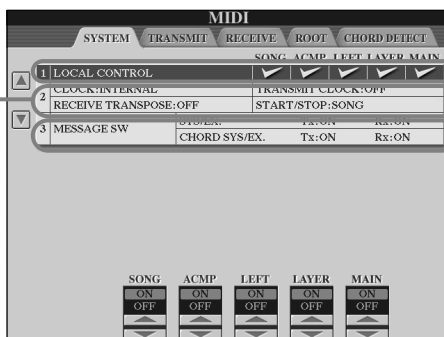 MIDI
SYSTEM TRANSMIT RECEIVE ROOT CHORD DETECT
SONG ACMP LEFT LAYER MAIN
1 LOCAL CONTROL
2 CLOCK:INTERNAL TRANSMIT CLOCK:OFF
RECEIVE TRANSPOSE:OFF START/STOP:SONG
3 MESSAGE SW SYS/EX. Tx:ON Rx:ON
CHORD SYS/EX. Tx:ON Rx:ON
SONG ACMP LEFT LAYER MAIN
ON ON ON ON ON
OFF OFF OFF OFF OFF